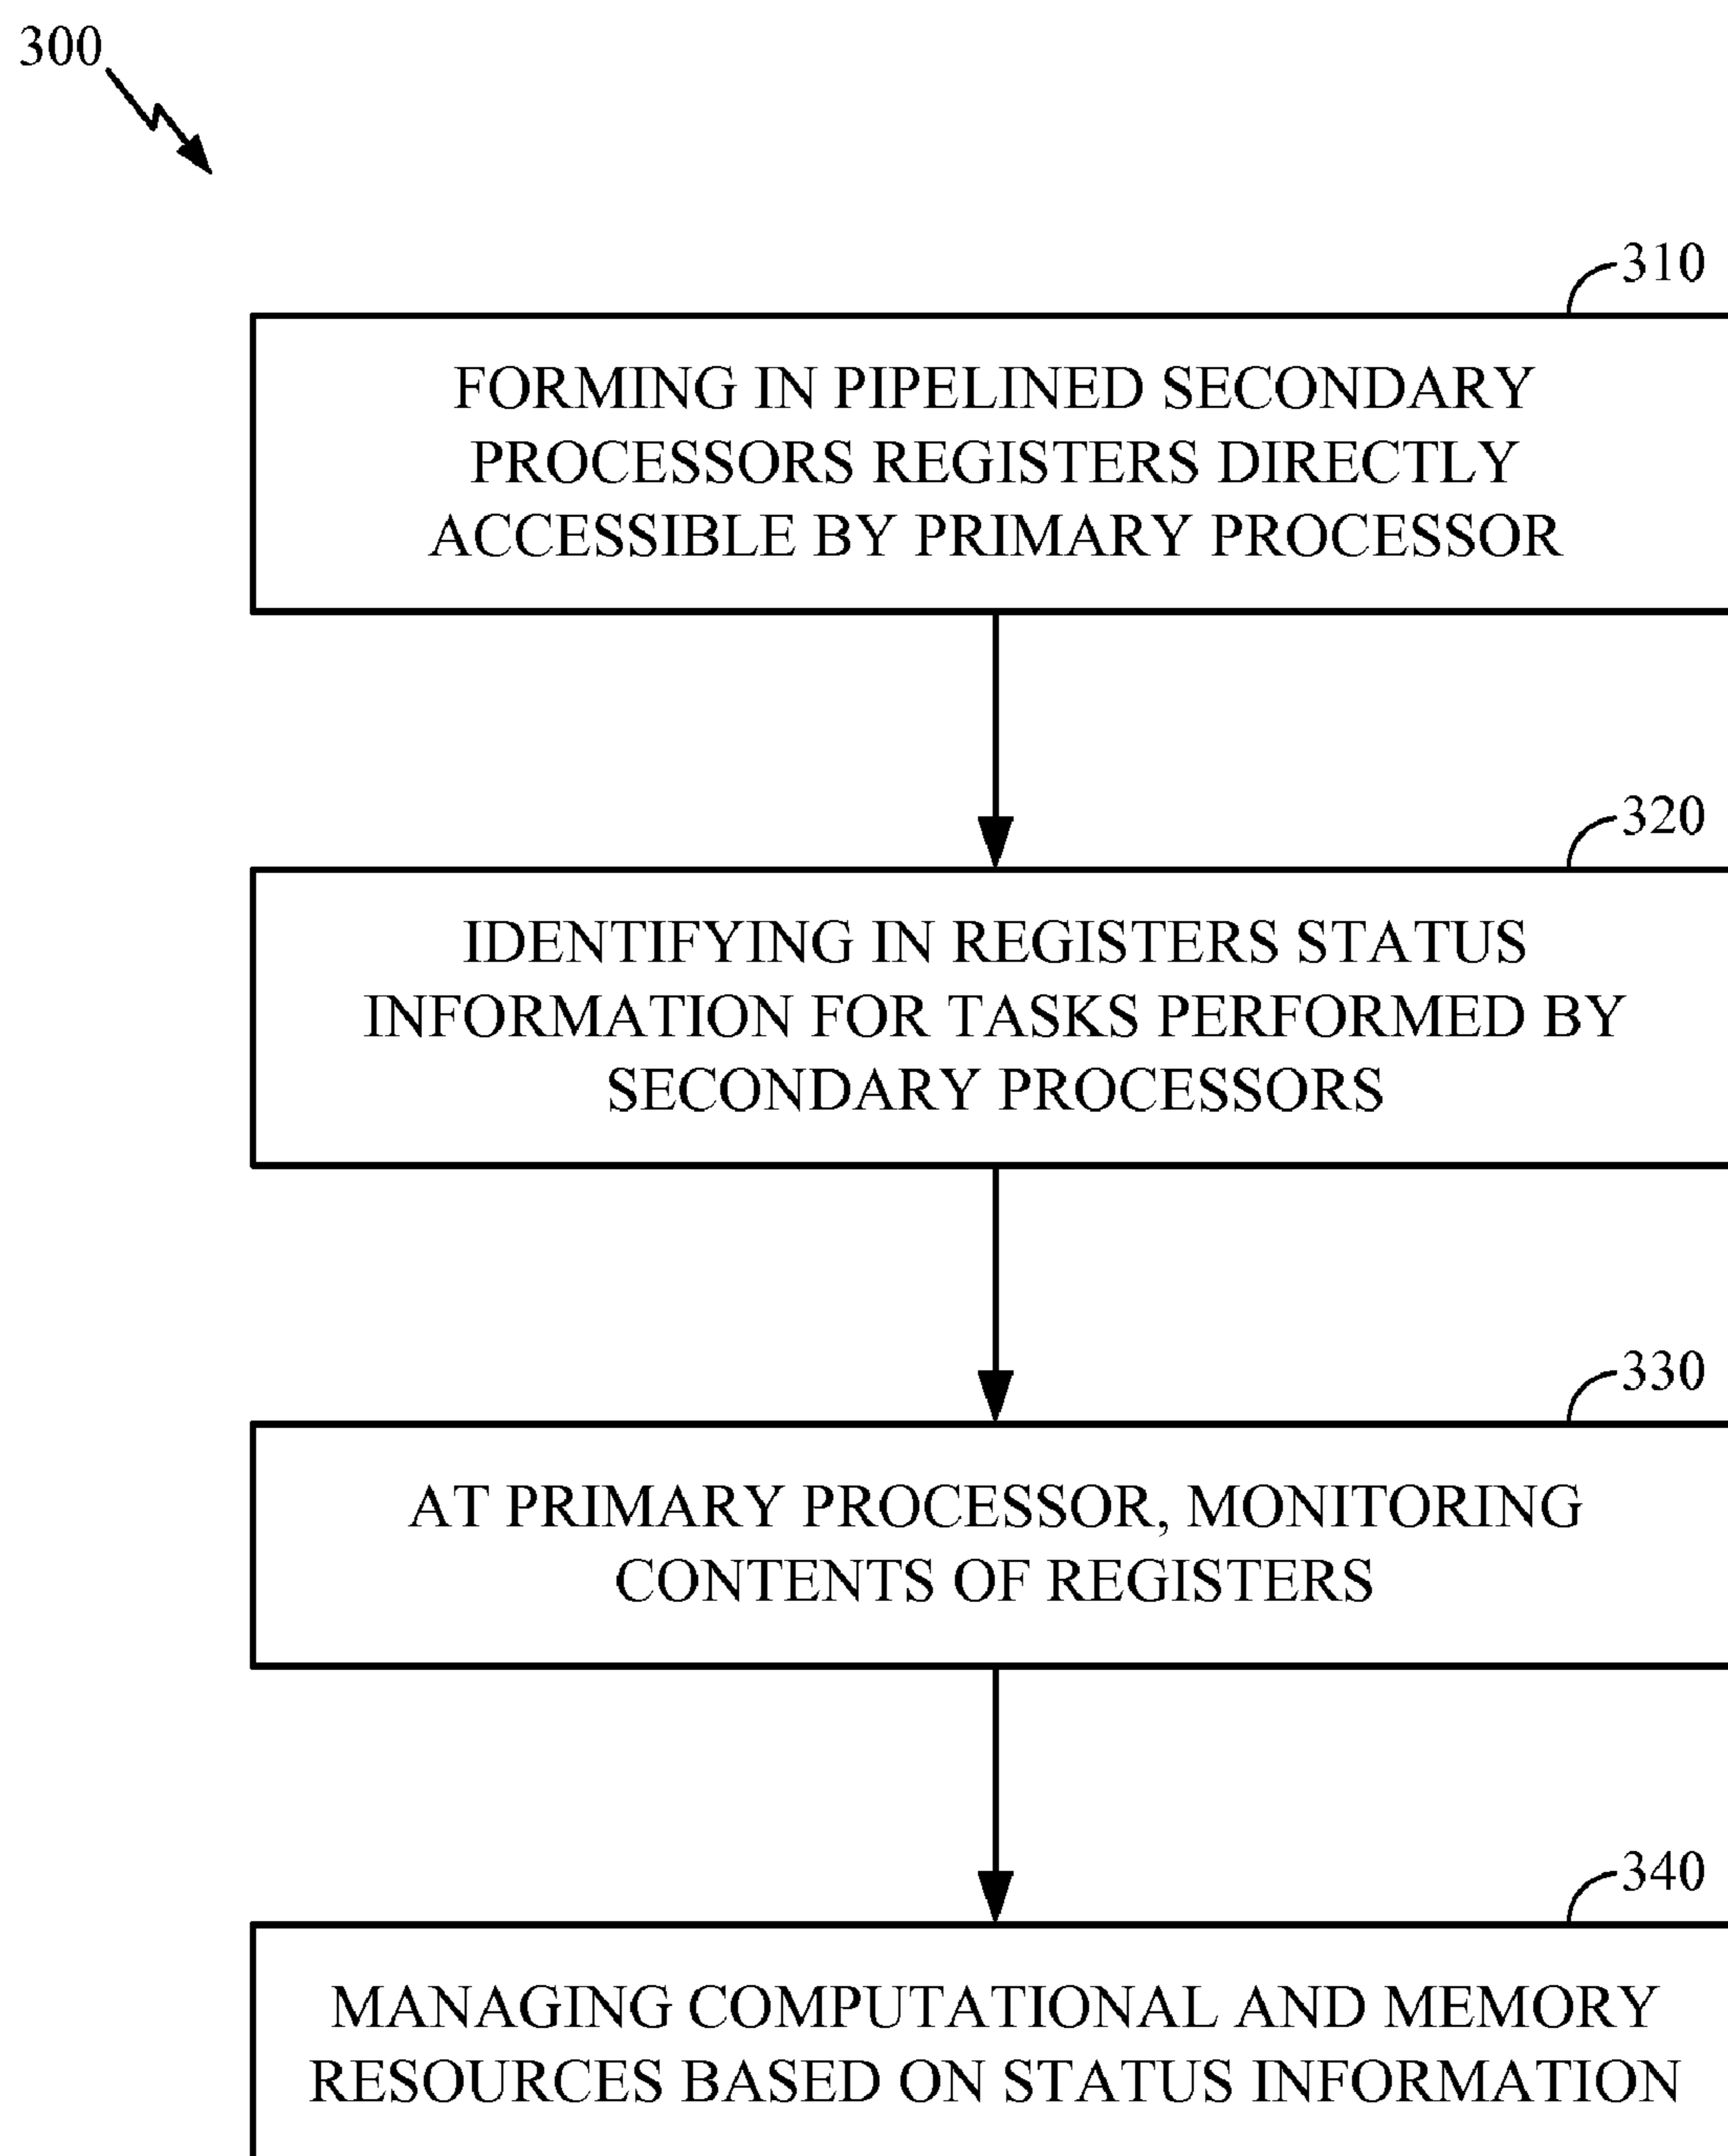 300
310
FORMING IN PIPELINED SECONDARY
PROCESSORS REGISTERS DIRECTLY
ACCESSIBLE BY PRIMARY PROCESSOR
320
IDENTIFYING IN REGISTERS STATUS
INFORMATION FOR TASKS PERFORMED BY
SECONDARY PROCESSORS
330
AT PRIMARY PROCESSOR, MONITORING
CONTENTS OF REGISTERS
340
MANAGING COMPUTATIONAL AND MEMORY
RESOURCES BASED ON STATUS INFORMATION